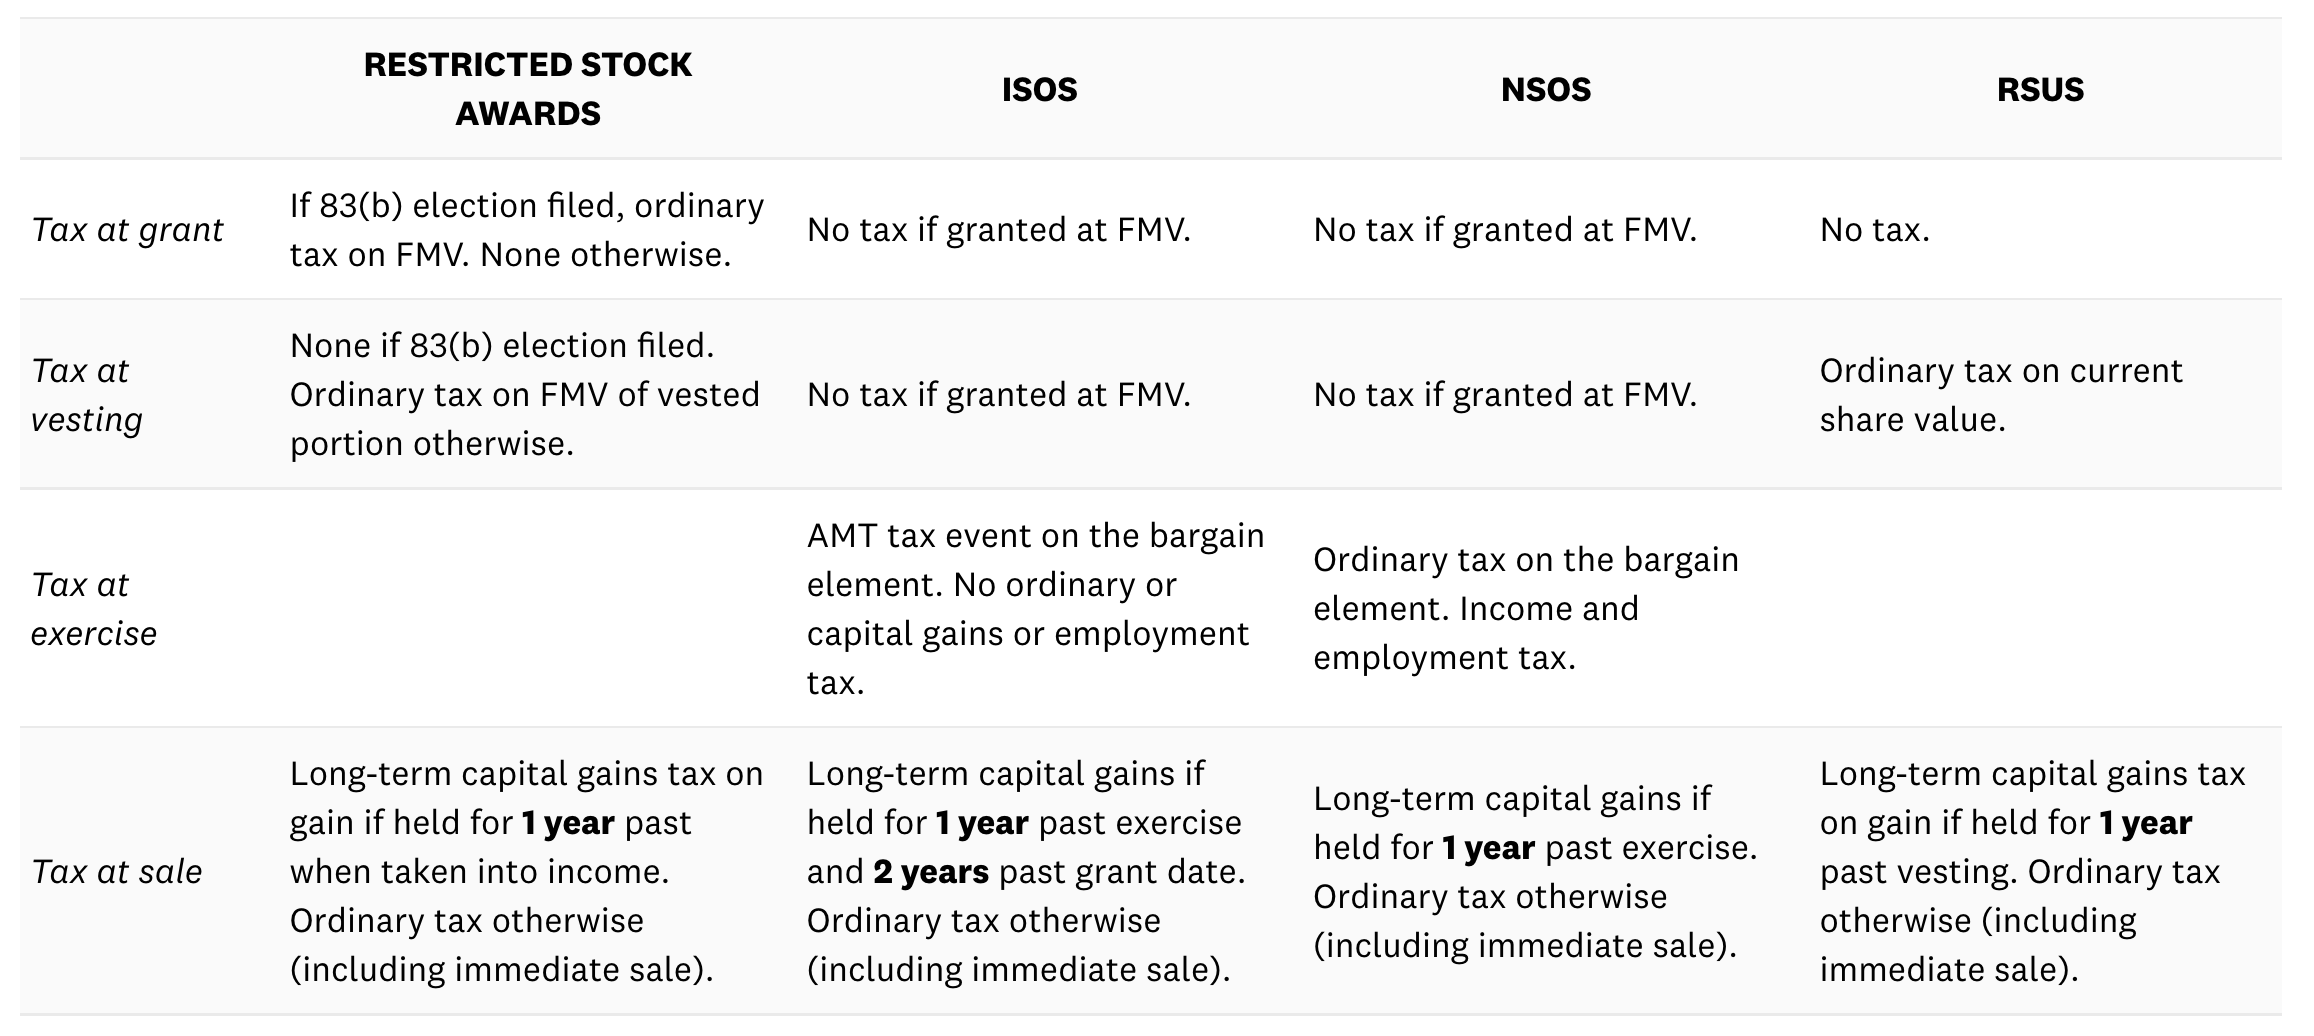 RESTRICTED STOCK
AWARDS
ISOS
NSOS
RSUS
Tax at grant
If 83(b) election filed, ordinary
tax on FMV. None otherwise.
No tax if granted at FMV.
No tax if granted at FMV.
No tax.
Tax at
vesting
None if 83(b) election filed.
Ordinary tax on FMV of vested
portion otherwise.
No tax if granted at FMV.
No tax if granted at FMV.
Ordinary tax on current
share value.
Tax at
exercise
AMT tax event on the bargain
element. No ordinary or
capital gains or employment
tax.
Ordinary tax on the bargain
element. Income and
employment tax.
Tax at sale
Long-term capital gains tax on
gain if held for 1 year past
when taken into income.
Ordinary tax otherwise
(including immediate sale).
Long-term capital gains if
held for 1 year past exercise
and 2 years past grant date.
Ordinary tax otherwise
(including immediate sale).
Long-term capital gains if
held for 1 year past exercise.
Ordinary tax otherwise
(including immediate sale).
Long-term capital gains tax
on gain if held for 1 year
past vesting. Ordinary tax
otherwise (including
immediate sale).